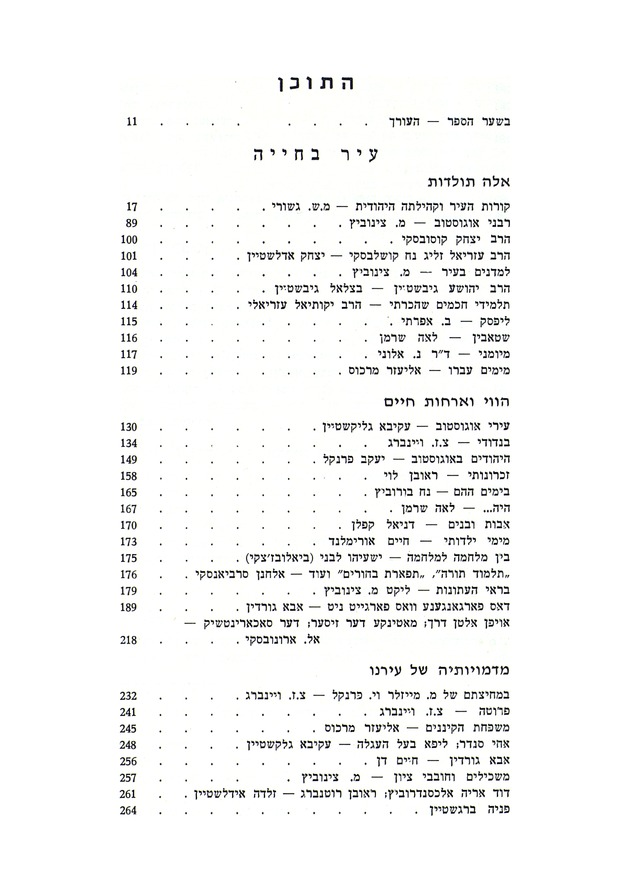 התוכן
בשער הספר — העורך . . . . . . . 11
עיר בחייה
אלה תולדות
קורות העיר וקהילתה היהודית — מ.ש. גשורי . . . . . 17
רבני אוגוסטוב — מ. צינוביץ . . . . . . . 89
הרב יצחק קוסובסקי . . . . . . . . . 100
הרב עזריאל זליג נח קושלבסקי — יצחק אדלשטיין . . . . 101
למדנים בעיר — מ. צינוביץ . . . . . . . 104
הרב יהושע גיבשטיין — בצלאל גיבשטיין . . . . . 110
תלמידי חכמים שהכרתי — הרב יקותיאל עזריאלי . . . . 114
ליפסק — ב. אפרתי . . . . . . . . . 115
שטאבין — לאה שרמן . . . . . . . . 116
מיומני — ד״ר נ. אלוני . . . . . . . . 117
מימים עברו — אליעזר מרכוס . . . . . . . 119
הווי וארחות חיים
עירי אוגוסטוב — עקיבא גליקשטיין . . . . . . 130
בנדודי — צ.ז. ויינברג . . . . . . . . 134
היהודים באוגוסטוב — יעקב פרנקל . . . . . . 149
זכרונותי — ראובן לוי . . . . . . . . 158
בימים ההם — נח בורוביץ . . . . . . . 165
היה... — לאה שרמן . . . . . . . . 167
אבות ובנים — דניאל קפלן . . . . . . . 170
מימי ילדותי — חיים אורימלנד . . . . . . 173
בין מלחמה למלחמה — ישעיהו לבני (ביאלובז׳צקי) . . . . 175
„תלמוד תורה״, „תפארת בחורים״ ועוד — אלחנן סרביאנסקי . . 176
בראי העתונות — ליקט מ. צינוביץ . . . . . . 179
דאס פארגאנגענע וואס פארגייט ניט — אבא גורדין . . . . 189
אויפן אלטן דרך; מאטינקע דער זיסער; דער סאכארינטשיק —
אל. ארונובסקי . . . . 218
מדמויותיה של עירנו
במחיצתם של מ. מייזלר וי. פרנקל — צ.ז. ויינברג . . . . 232
פרוטה — צ.ז. ויינברג . . . . . . . . 241
משפחת הקיננים — אליעזר מרכוס . . . . . . 245
אחי סנדר; ליפא בעל העגלה — עקיבא גלקשטיין . . . . 248
אבא גורדין — חיים דן . . . . . . . . 256
משכילים וחובבי ציון — מ. צינוביץ . . . . . . 257
דוד אריה אלכסנדרוביץ; ראובן רוטנברג — זלדה אידלשטיין . . 261
פניה ברגשטיין . . . . . . . . . . 264